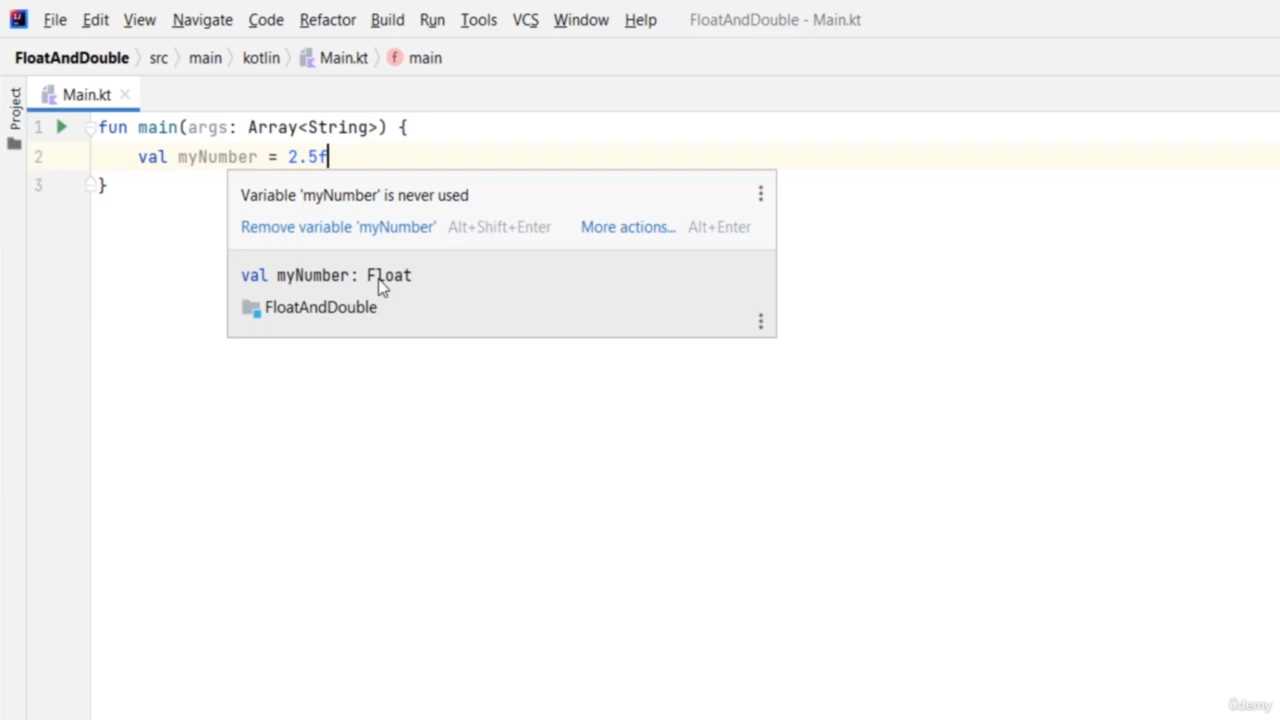 File Edit View Navigate Code Refactor Build Run Tools VCS Window Help FloatAndDouble - Main.kt
FloatAndDouble src main kotlin Main.kt f main
Project
Main.kt
1 fun main(args: Array<String>) {
2 val myNumber = 2.5f
3 }
Variable 'myNumber' is never used
Remove variable 'myNumber' Alt+Shift+Enter More actions... Alt+Enter
val myNumber: Float
FloatAndDouble
ûdemy